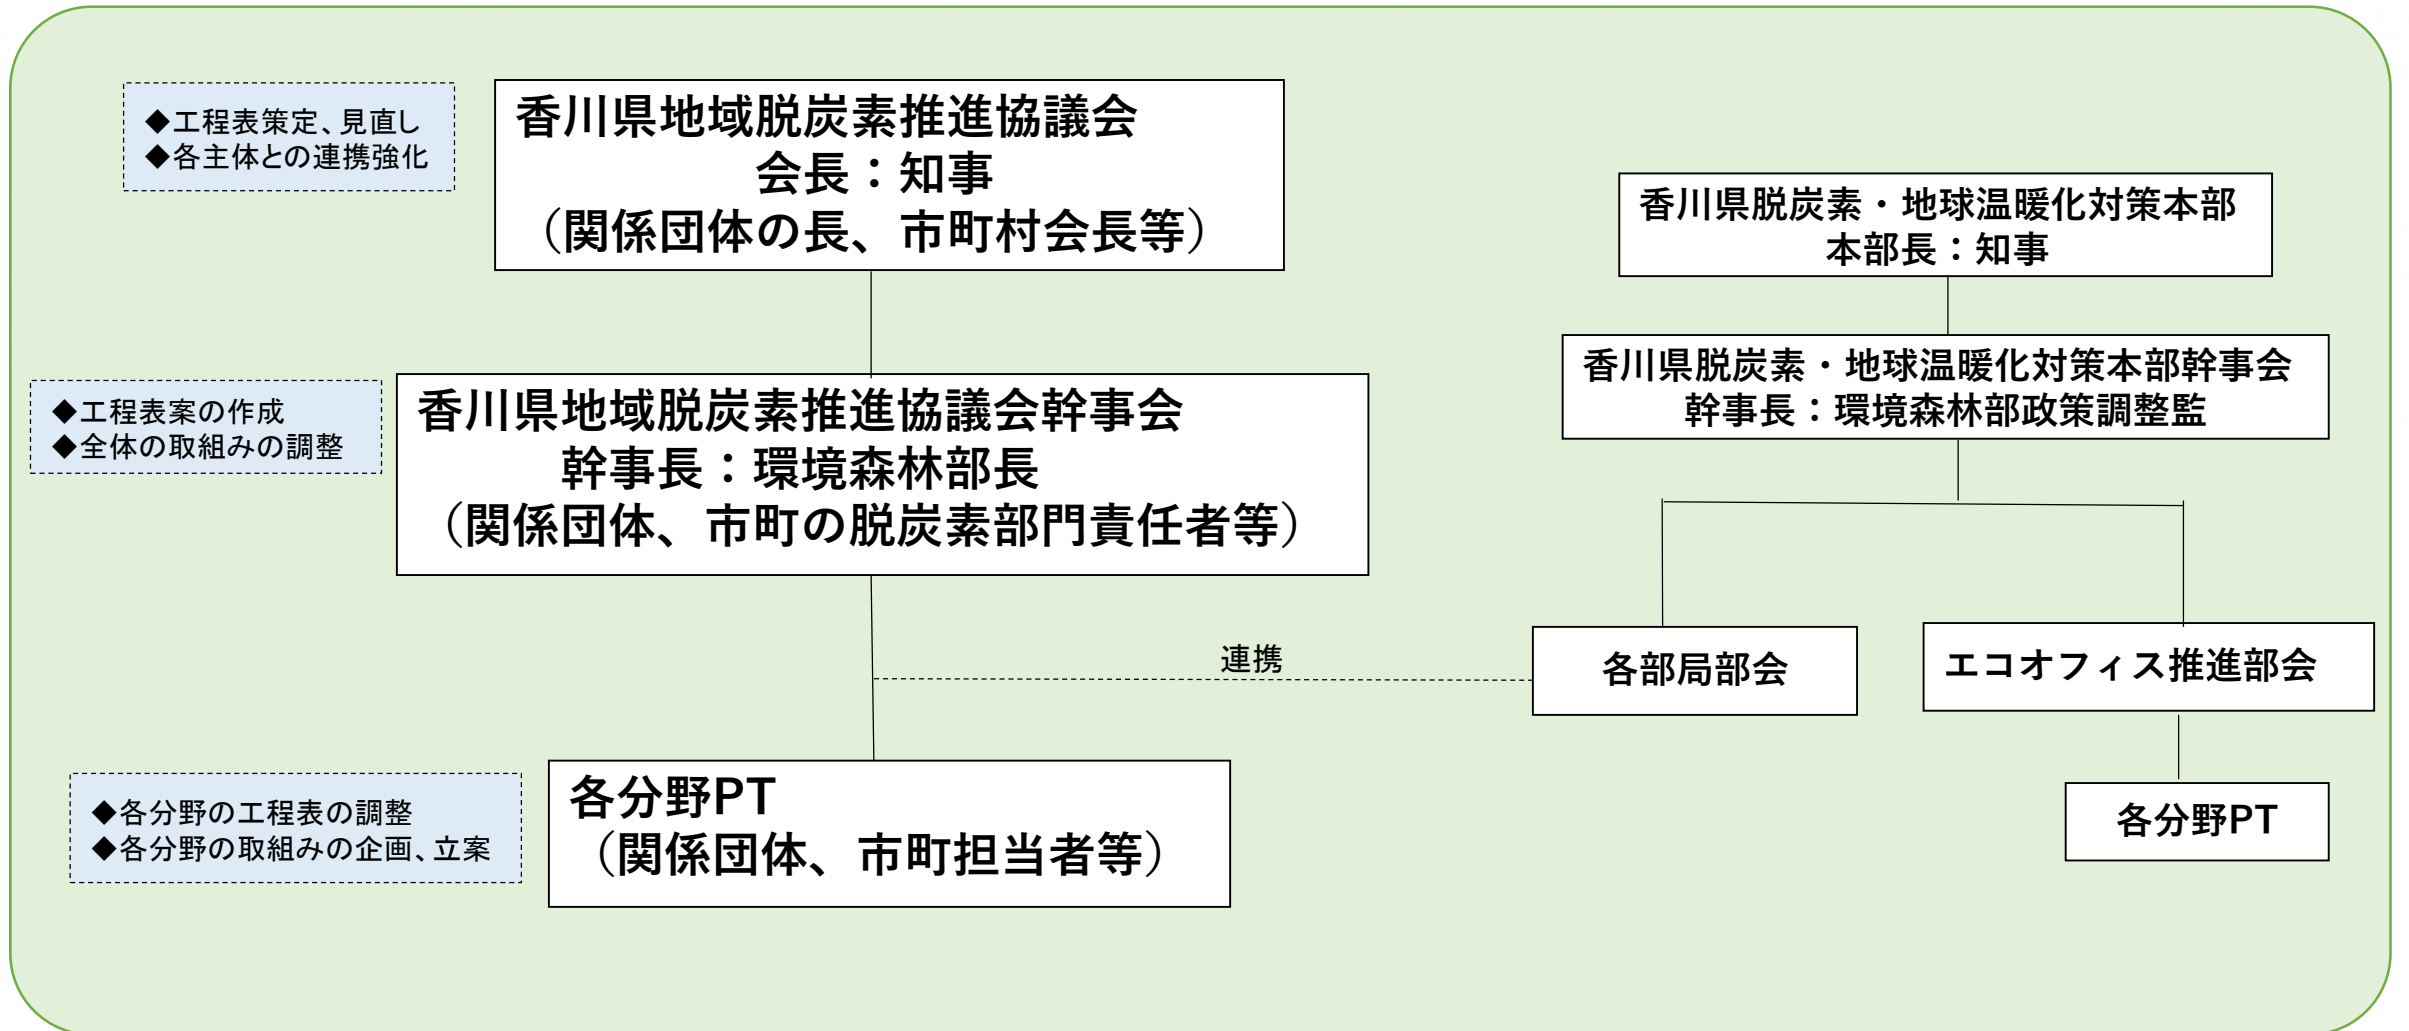 ◆工程表策定、見直し
◆各主体との連携強化
香川県地域脱炭素推進協議会
会長：知事
（関係団体の長、市町村会長等）
香川県脱炭素・地球温暖化対策本部
本部長：知事
◆工程表案の作成
◆全体の取組みの調整
香川県地域脱炭素推進協議会幹事会
幹事長：環境森林部長
（関係団体、市町の脱炭素部門責任者等）
香川県脱炭素・地球温暖化対策本部幹事会
幹事長：環境森林部政策調整監
連携
各部局部会
エコオフィス推進部会
◆各分野の工程表の調整
◆各分野の取組みの企画、立案
各分野PT
（関係団体、市町担当者等）
各分野PT